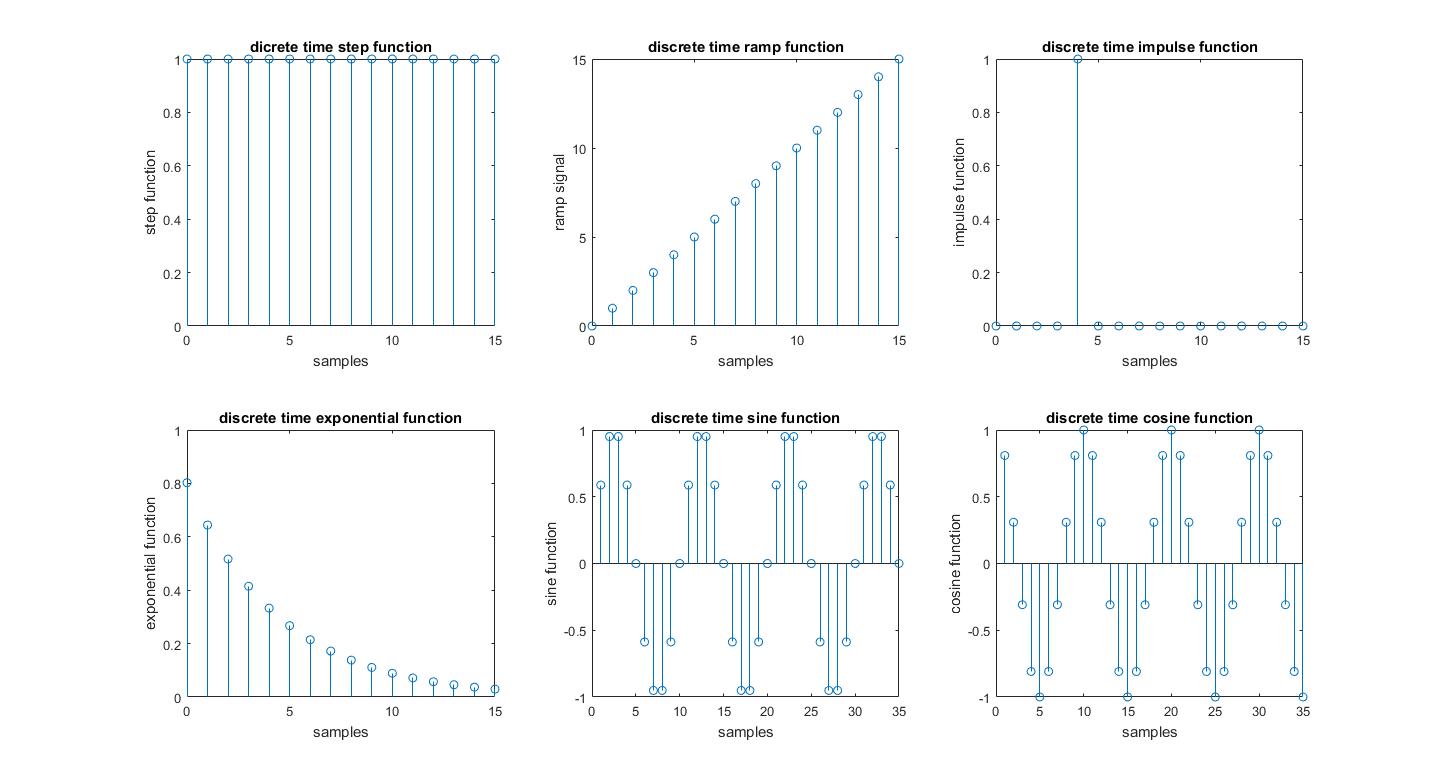 dicrete time step function
1
0.8
0.6
0.4
0.2
0
step function
0 5 10 15
samples
discrete time ramp function
15
10
5
0
ramp signal
0 5 10 15
samples
discrete time impulse function
1
0.8
0.6
0.4
0.2
0
impulse function
0 5 10 15
samples
discrete time exponential function
1
0.8
0.6
0.4
0.2
0
exponential function
0 5 10 15
samples
discrete time sine function
1
0.5
0
-0.5
-1
sine function
0 5 10 15 20 25 30 35
samples
discrete time cosine function
1
0.5
0
-0.5
-1
cosine function
0 5 10 15 20 25 30 35
samples